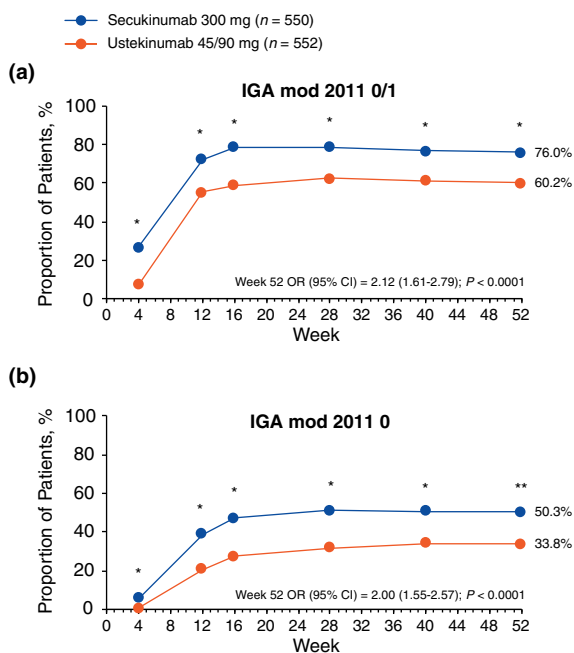 Secukinumab 300 mg (n = 550)
Ustekinumab 45/90 mg (n = 552)
(a)
IGA mod 2011 0/1
Proportion of Patients, %
100
80
60
40
20
0
* * * * * *
76.0%
60.2%
Week 52 OR (95% CI) = 2.12 (1.61-2.79); P < 0.0001
0 4 8 12 16 20 24 28 32 36 40 44 48 52
Week
(b)
IGA mod 2011 0
Proportion of Patients, %
100
80
60
40
20
0
* * * * * **
50.3%
33.8%
Week 52 OR (95% CI) = 2.00 (1.55-2.57); P < 0.0001
0 4 8 12 16 20 24 28 32 36 40 44 48 52
Week